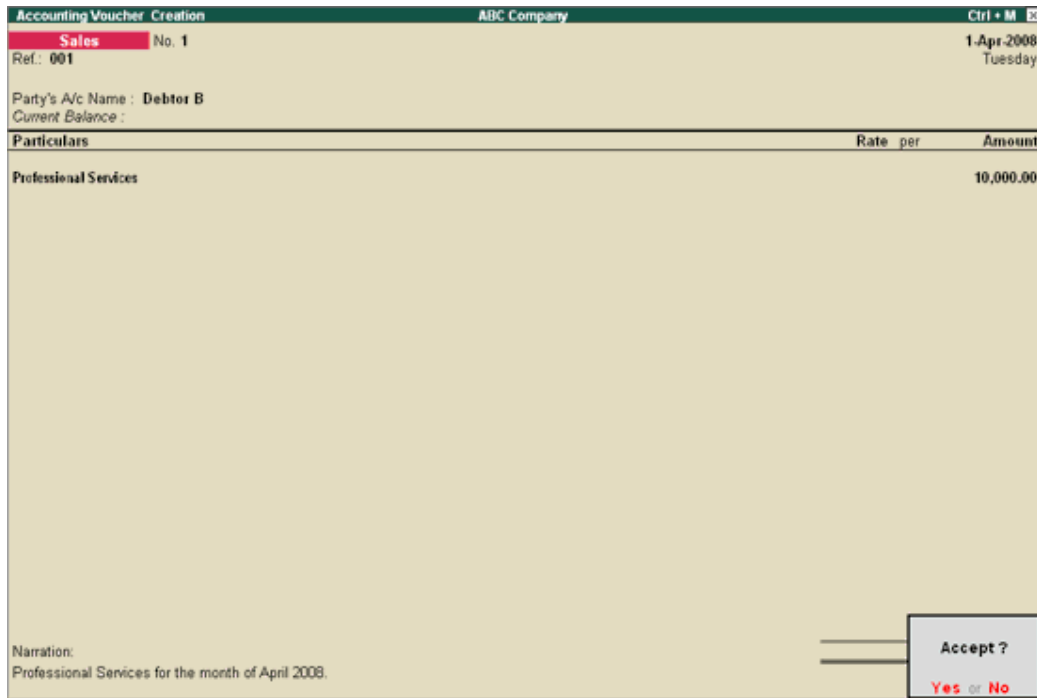 Accounting Voucher Creation ABC Company Ctrl + M
Sales No. 1 1-Apr-2008
Ref.: 001 Tuesday
Party's A/c Name : Debtor B
Current Balance :
Particulars Rate per Amount
Professional Services 10,000.00
Narration:
Professional Services for the month of April 2008.
Accept ?
Yes or No